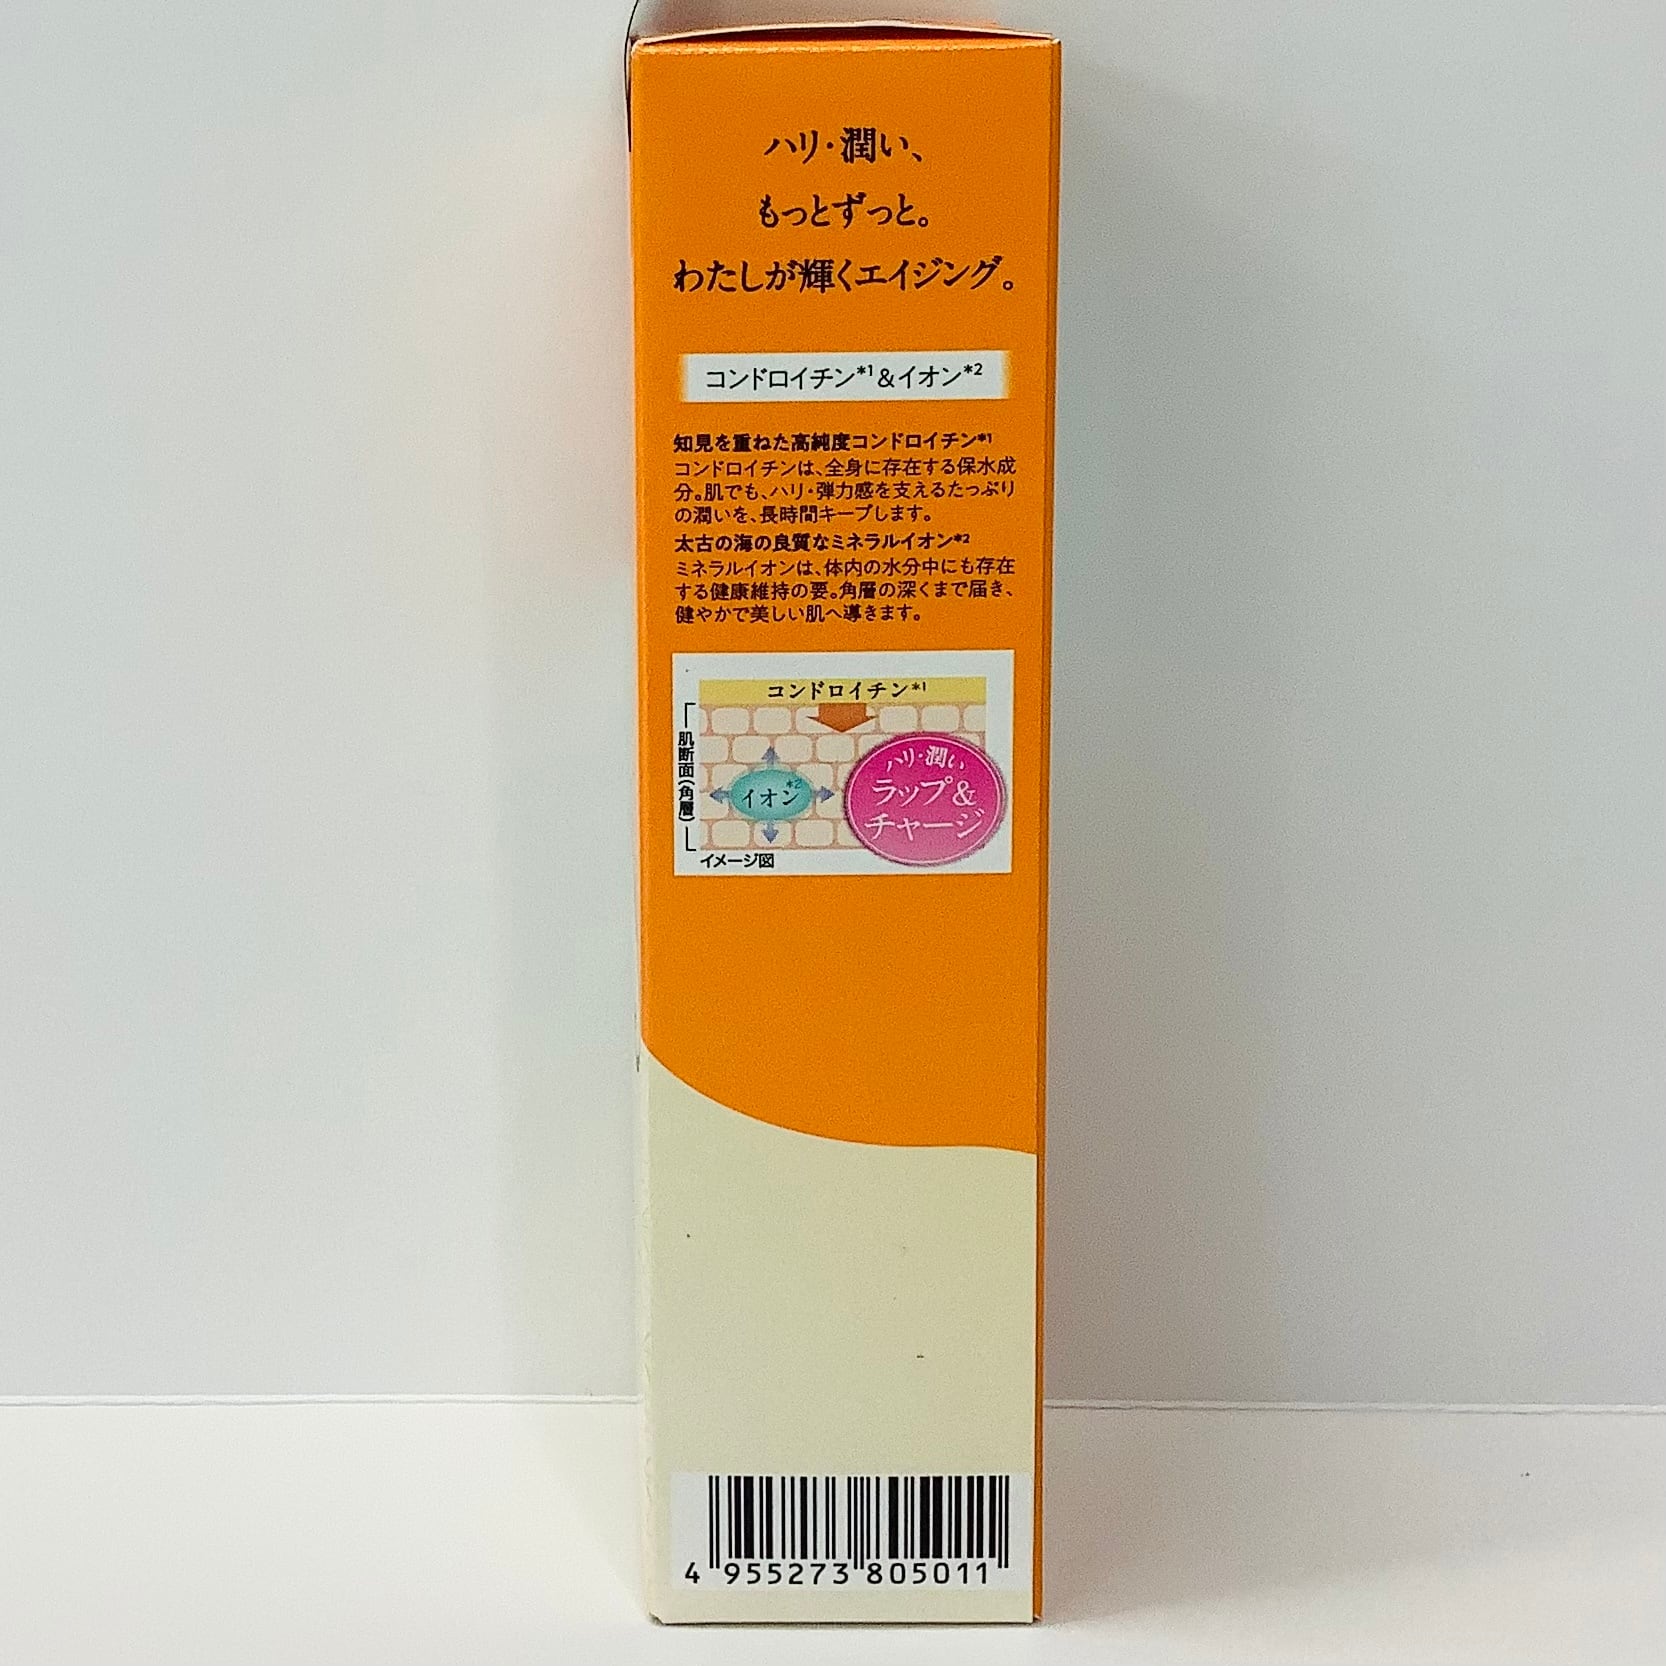 ハリ・潤い、
もっとずっと。
わたしが輝くエイジング。
コンドロイチン*1&イオン*2
知見を重ねた高純度コンドロイチン*1
コンドロイチンは、全身に存在する保水成
分。肌でも、ハリ・弾力感を支えるたっぷり
の潤いを、長時間キープします。
太古の海の良質なミネラルイオン*2
ミネラルイオンは、体内の水分中にも存在
する健康維持の要。角層の深くまで届き、
健やかで美しい肌へ導きます。
コンドロイチン*1
肌断面(角層)
イオン*2
ハリ・潤い
ラップ&
チャージ
イメージ図
4 955273 805011